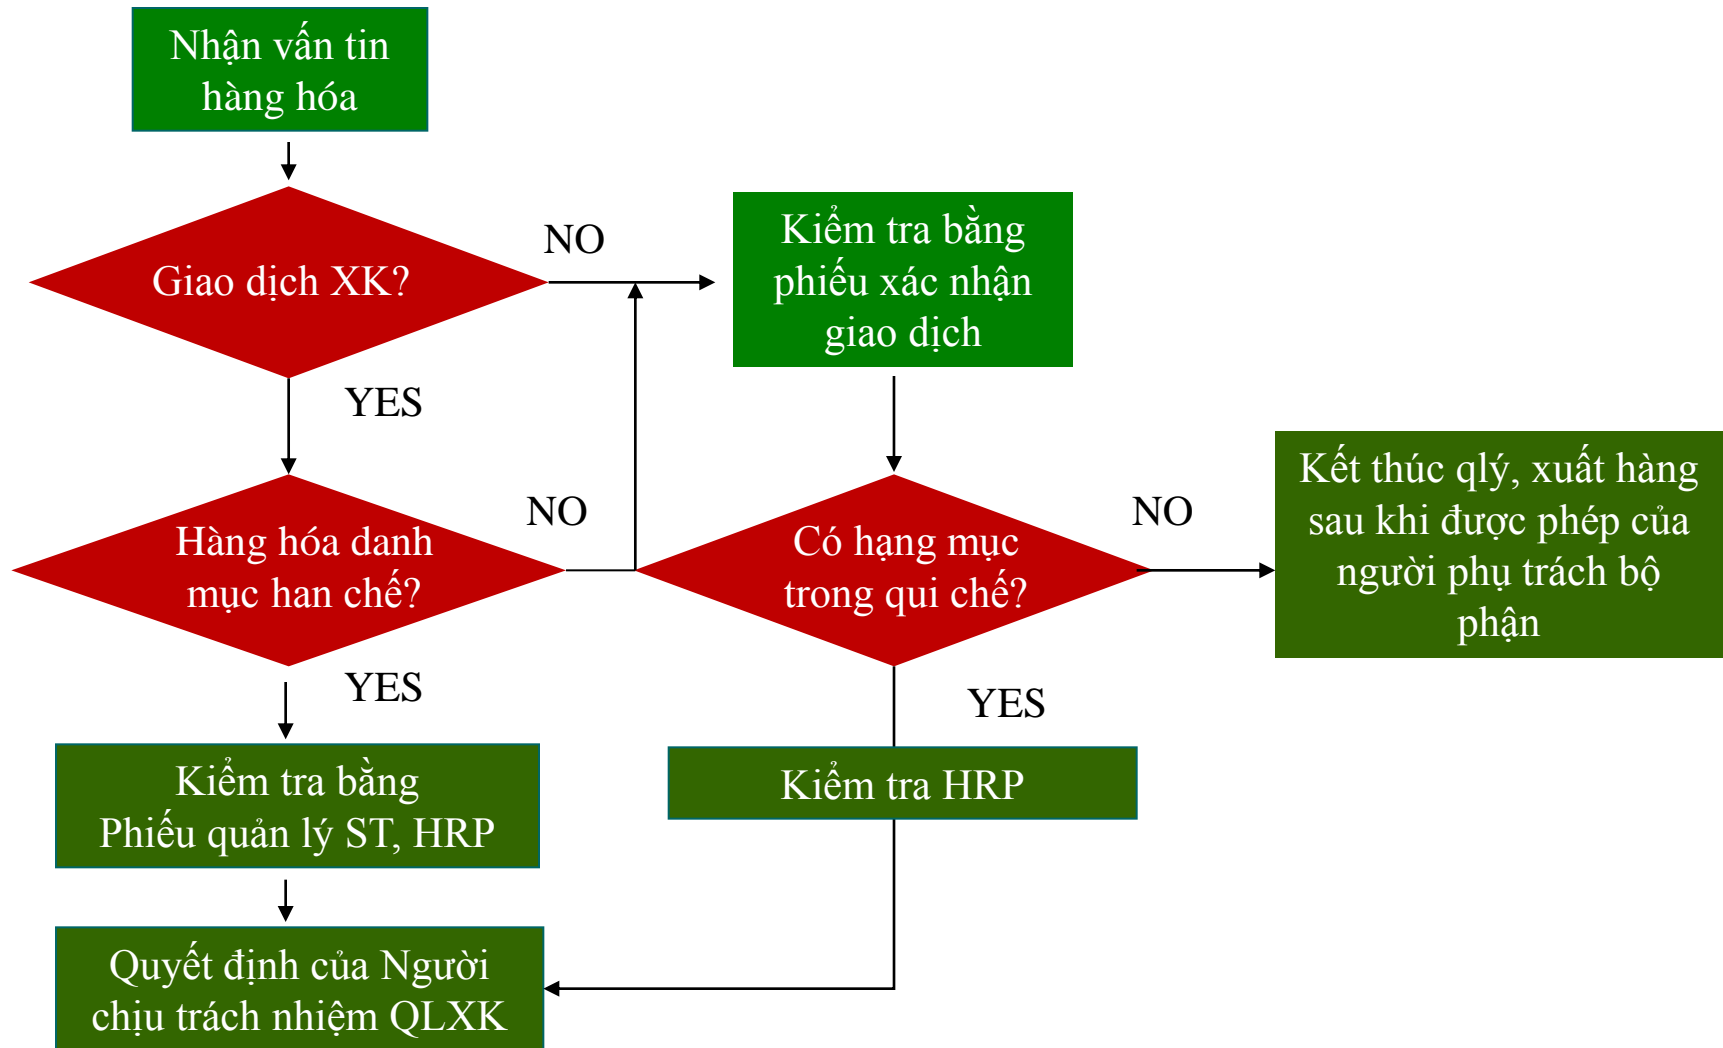 Nhận vấn tin
hàng hóa
Giao dịch XK?
NO
Kiểm tra bằng
phiếu xác nhận
giao dịch
YES
Hàng hóa danh
mục han chế?
NO
Có hạng mục
trong qui chế?
NO
Kết thúc qlý, xuất hàng
sau khi được phép của
người phụ trách bộ
phận
YES
YES
Kiểm tra bằng
Phiếu quản lý ST, HRP
Kiểm tra HRP
Quyết định của Người
chịu trách nhiệm QLXK